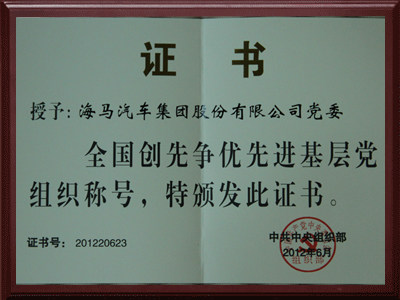 证书
授予：海马汽车集团股份有限公司党委
全国创先争优先进基层党
组织称号，特颁发此证书。
证书号：201220623
中共中央组织部
2012年6月
组织部